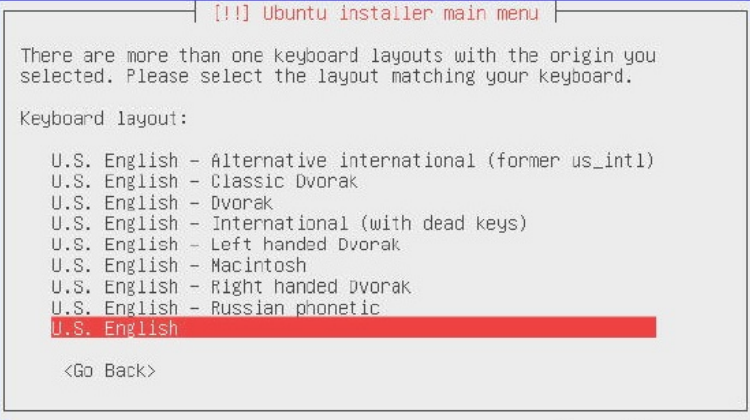 [!!] Ubuntu installer main menu
There are more than one keyboard layouts with the origin you
selected. Please select the layout matching your keyboard.
Keyboard layout:
U.S. English - Alternative international (former us_intl)
U.S. English - Classic Dvorak
U.S. English - Dvorak
U.S. English - International (with dead keys)
U.S. English - Left handed Dvorak
U.S. English - Macintosh
U.S. English - Right handed Dvorak
U.S. English - Russian phonetic
U.S. English
<Go Back>